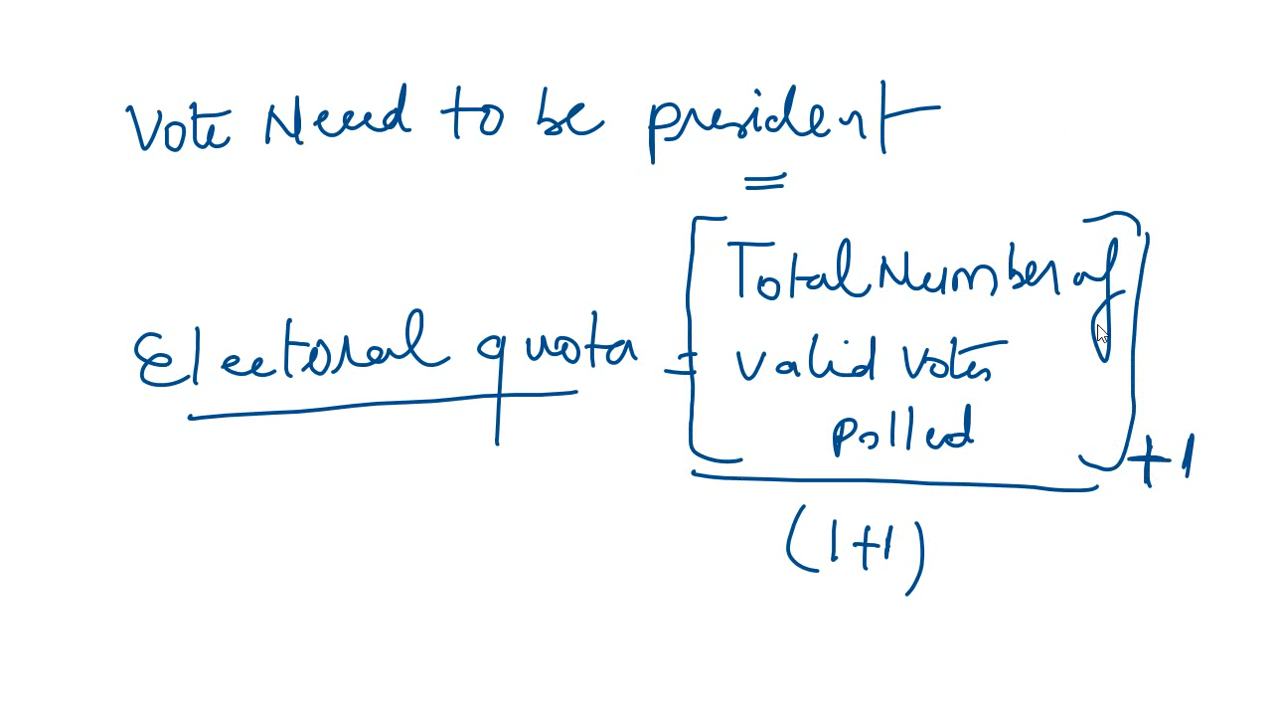 Vote Need to be president
=
Electoral quota = [Total Number of
valid votes
polled] + 1
(1+1)